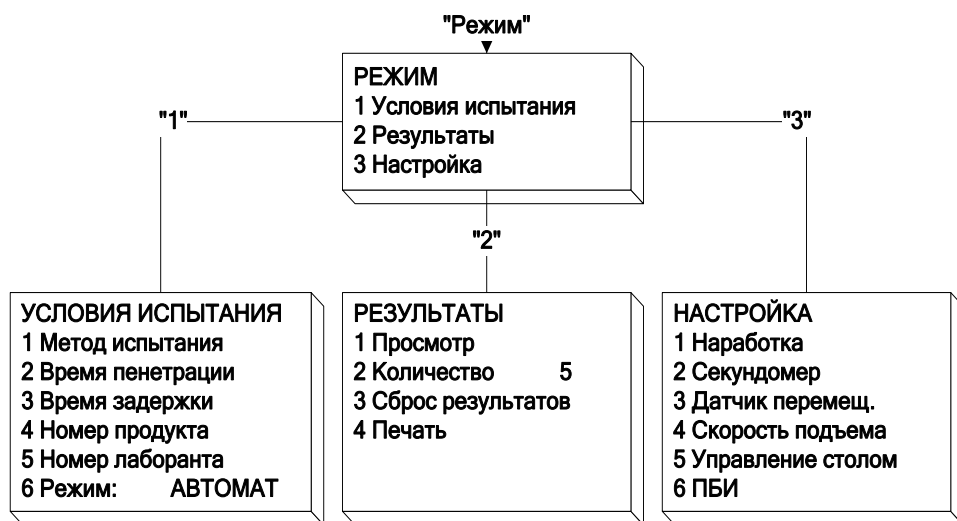 "Режим"
РЕЖИМ
1 Условия испытания
2 Результаты
3 Настройка
"1"
"3"
"2"
УСЛОВИЯ ИСПЫТАНИЯ
1 Метод испытания
2 Время пенетрации
3 Время задержки
4 Номер продукта
5 Номер лаборанта
6 Режим: АВТОМАТ
РЕЗУЛЬТАТЫ
1 Просмотр
2 Количество 5
3 Сброс результатов
4 Печать
НАСТРОЙКА
1 Наработка
2 Секундомер
3 Датчик перемещ.
4 Скорость подъема
5 Управление столом
6 ПБИ